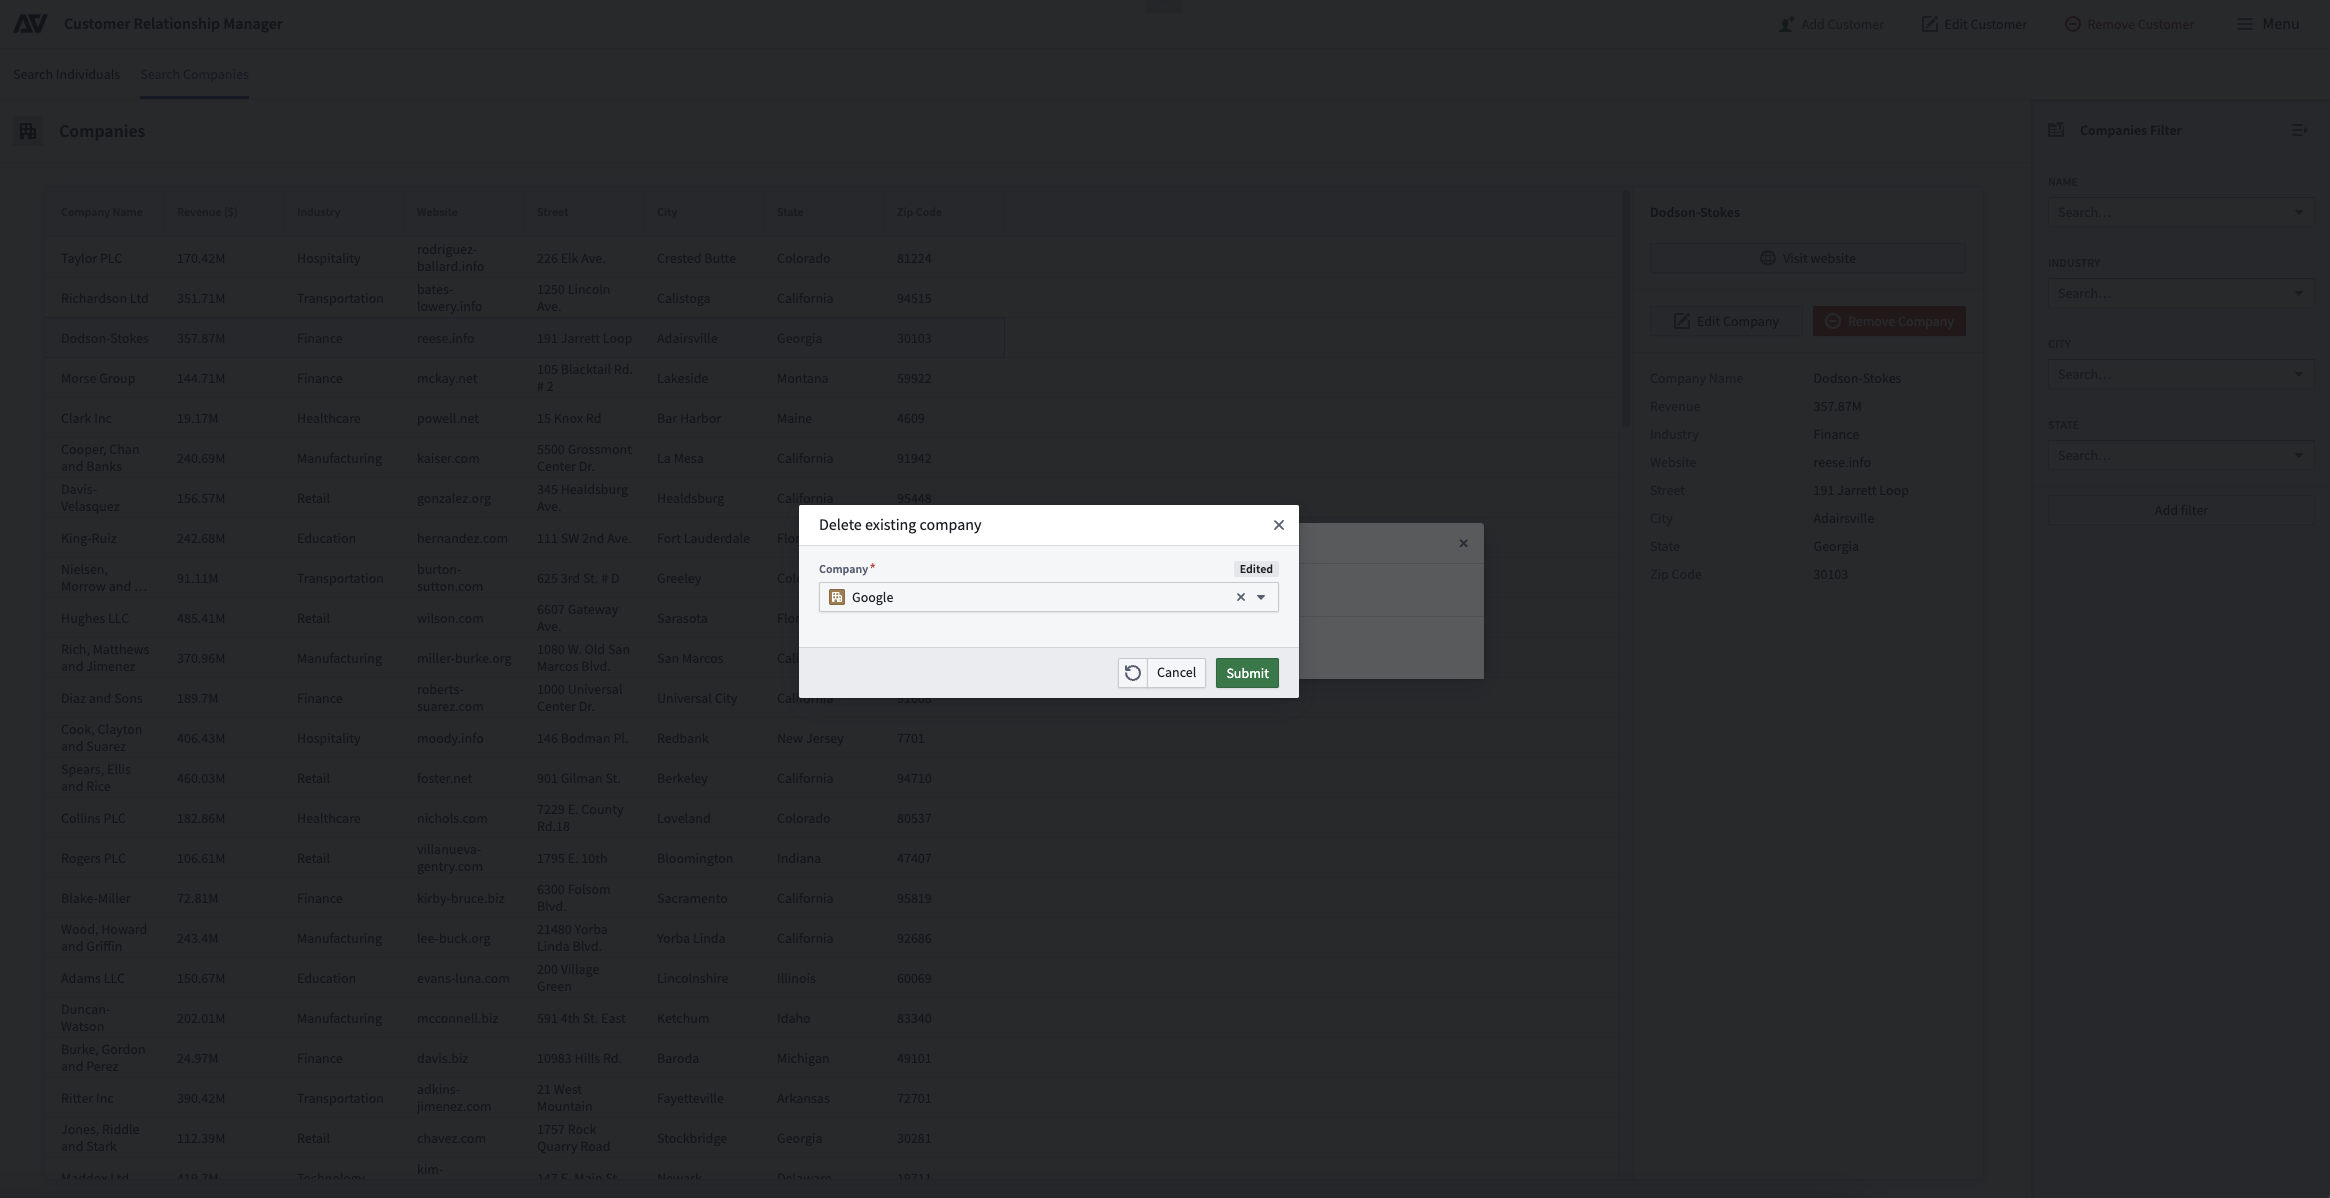 Customer Relationship Manager
Add Customer
Edit Customer
Remove Customer
Menu
Search Individuals
Search Companies
Companies
Companies Filter
Company Name Revenue ($) Industry Website Street City State Zip Code
Taylor PLC 170.42M Hospitality rodriguez-ballard.info 226 Elk Ave. Crested Butte Colorado 81224
Richardson Ltd 351.71M Transportation bates-lowery.info 1250 Lincoln Ave. Calistoga California 94515
Dodson-Stokes 357.87M Finance reese.info 191 Jarrett Loop Adairsville Georgia 30103
Morse Group 144.71M Finance mckay.net 105 Blacktail Rd. # 2 Lakeside Montana 59922
Clark Inc 19.17M Healthcare powell.net 15 Knox Rd Bar Harbor Maine 4609
Cooper, Chan and Banks 240.69M Manufacturing kaiser.com 5500 Grossmont Center Dr. La Mesa California 91942
Davis-Velasquez 156.57M Retail gonzalez.org 345 Healdsburg Ave. Healdsburg California 95448
King-Ruiz 242.68M Education hernandez.com 111 SW 2nd Ave. Fort Lauderdale Flor
Nielsen, Morrow and ... 91.11M Transportation burton-sutton.com 625 3rd St. # D Greeley Colo
Hughes LLC 485.41M Retail wilson.com 6607 Gateway Ave. Sarasota Flor
Rich, Matthews and Jimenez 370.96M Manufacturing miller-burke.org 1080 W. Old San Marcos Blvd. San Marcos Cali
Diaz and Sons 189.7M Finance roberts-suarez.com 1000 Universal Center Dr. Universal City California
Cook, Clayton and Suarez 406.43M Hospitality moody.info 146 Bodman Pl. Redbank New Jersey 7701
Spears, Ellis and Rice 460.03M Retail foster.net 901 Gilman St. Berkeley California 94710
Collins PLC 182.86M Healthcare nichols.com 7229 E. County Rd.18 Loveland Colorado 80537
Rogers PLC 106.61M Retail villanueva-gentry.com 1795 E. 10th Bloomington Indiana 47407
Blake-Miller 72.81M Finance kirby-bruce.biz 6300 Folsom Blvd. Sacramento California 95819
Wood, Howard and Griffin 243.4M Manufacturing lee-buck.org 21480 Yorba Linda Blvd. Yorba Linda California 92686
Adams LLC 150.67M Education evans-luna.com 200 Village Green Lincolnshire Illinois 60069
Duncan-Watson 202.01M Manufacturing mcconnell.biz 591 4th St. East Ketchum Idaho 83340
Burke, Gordon and Perez 24.97M Finance davis.biz 10983 Hills Rd. Baroda Michigan 49101
Ritter Inc 390.42M Transportation adkins-jimenez.com 21 West Mountain Fayetteville Arkansas 72701
Jones, Riddle and Stark 112.39M Retail chavez.com 1757 Rock Quarry Road Stockbridge Georgia 30281
Maddox Ltd 419.7M Technology kim- 147 E. Main St. Newark Delaware 19711
Dodson-Stokes
Visit website
Edit Company
Remove Company
Company Name Dodson-Stokes
Revenue 357.87M
Industry Finance
Website reese.info
Street 191 Jarrett Loop
City Adairsville
State Georgia
Zip Code 30103
NAME
Search...
INDUSTRY
Search...
CITY
Search...
STATE
Search...
Add filter
Delete existing company
Company*
Edited
Google
Cancel
Submit